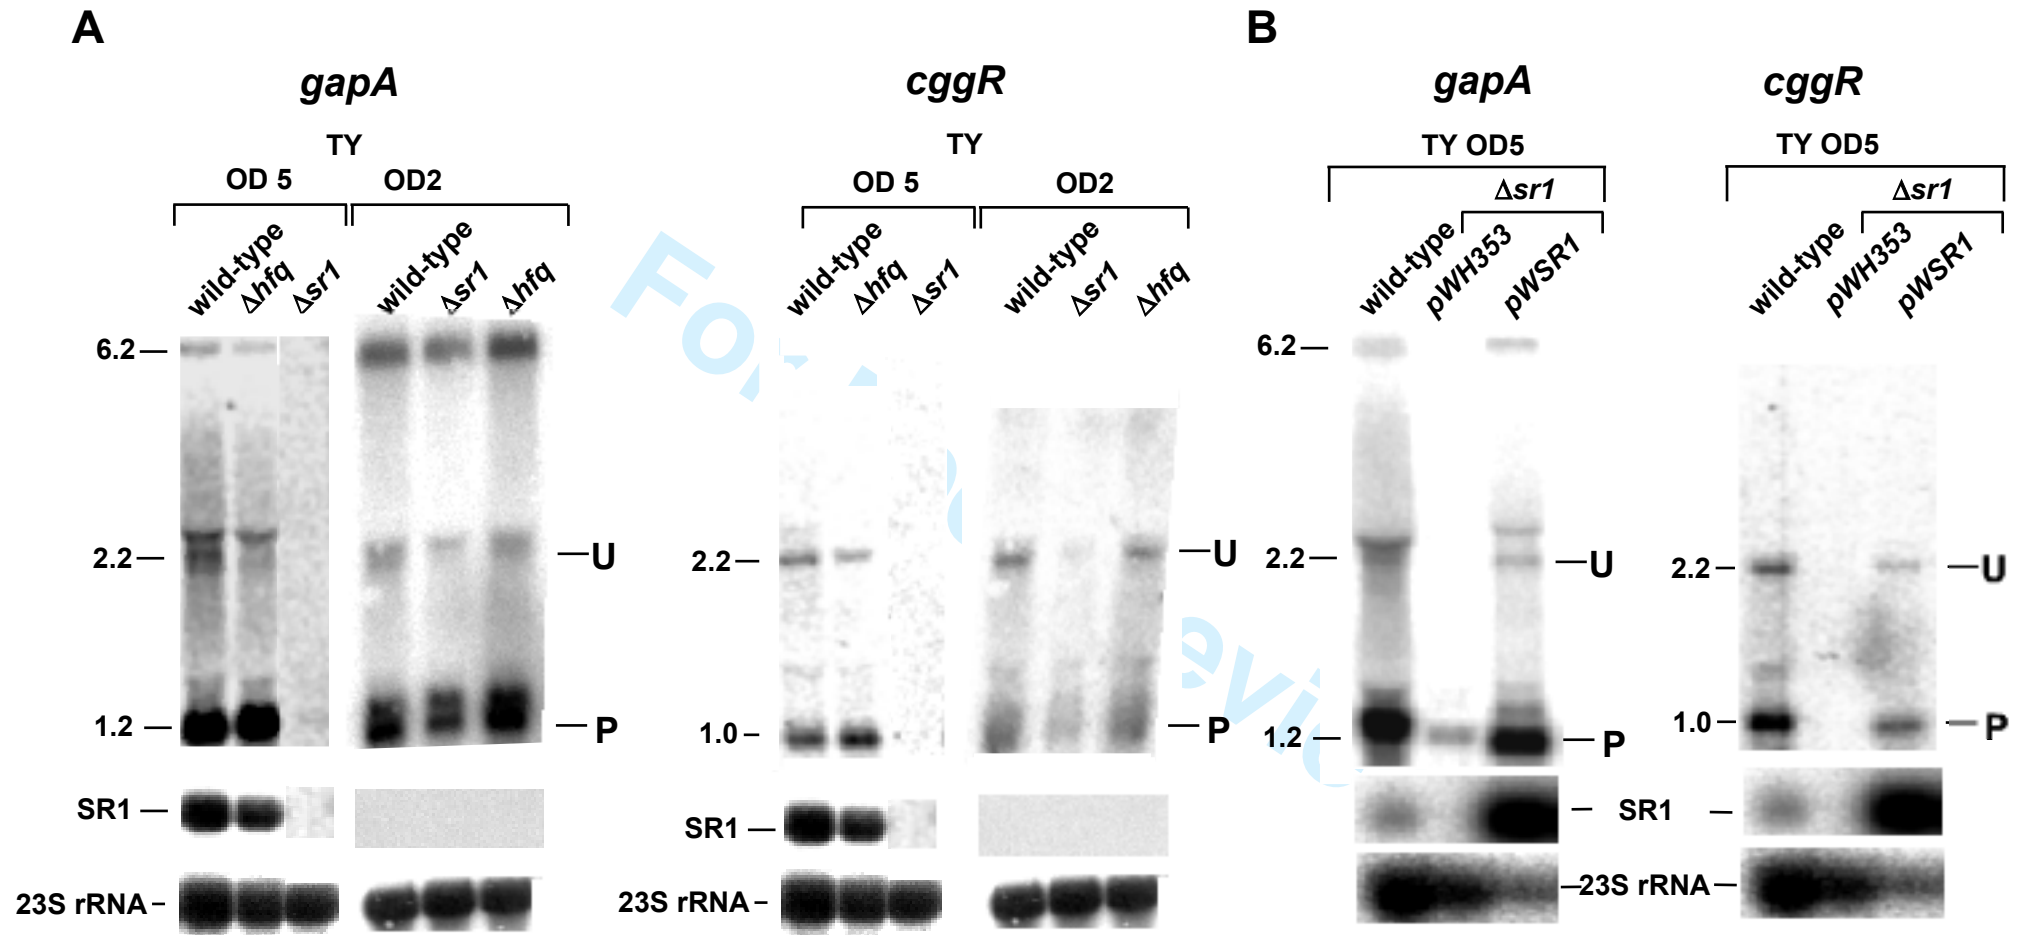 A
gapA
TY
OD 5 OD2
wild-type Δhfq Δsr1 wild-type Δsr1 Δhfq
6.2
2.2
U
1.2
P
SR1
23S rRNA
cggR
TY
OD 5 OD2
wild-type Δhfq Δsr1 wild-type Δsr1 Δhfq
2.2
U
1.0
P
SR1
23S rRNA
B
gapA
TY OD5
Δsr1
wild-type pWH353 pWSR1
6.2
2.2
U
1.2
P
SR1
23S rRNA
cggR
TY OD5
Δsr1
wild-type pWH353 pWSR1
2.2
U
1.0
P
For